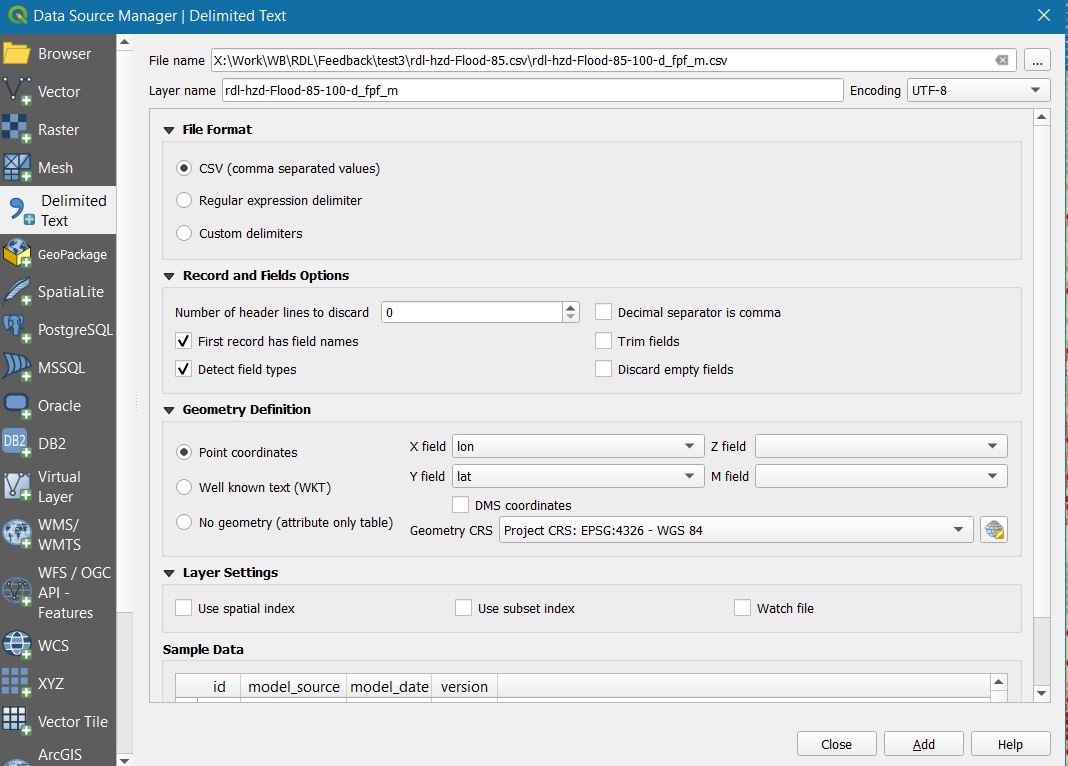 Data Source Manager | Delimited Text
Browser
Vector
Raster
Mesh
Delimited
Text
GeoPackage
SpatiaLite
PostgreSQL
MSSQL
Oracle
DB2
DB2
Virtual
Layer
WMS/
WMTS
WFS / OGC
API -
Features
WCS
XYZ
Vector Tile
ArcGIS
File name X:\Work\WB\RDL\Feedback\test3\rdl-hzd-Flood-85.csv\rdl-hzd-Flood-85-100-d_fpf_m.csv ...
Layer name rdl-hzd-Flood-85-100-d_fpf_m Encoding UTF-8
File Format
CSV (comma separated values)
Regular expression delimiter
Custom delimiters
Record and Fields Options
Number of header lines to discard 0 Decimal separator is comma
First record has field names Trim fields
Detect field types Discard empty fields
Geometry Definition
Point coordinates X field lon Z field
Well known text (WKT) Y field lat M field
DMS coordinates
No geometry (attribute only table) Geometry CRS Project CRS: EPSG:4326 - WGS 84
Layer Settings
Use spatial index Use subset index Watch file
Sample Data
id model_source model_date version
Close Add Help